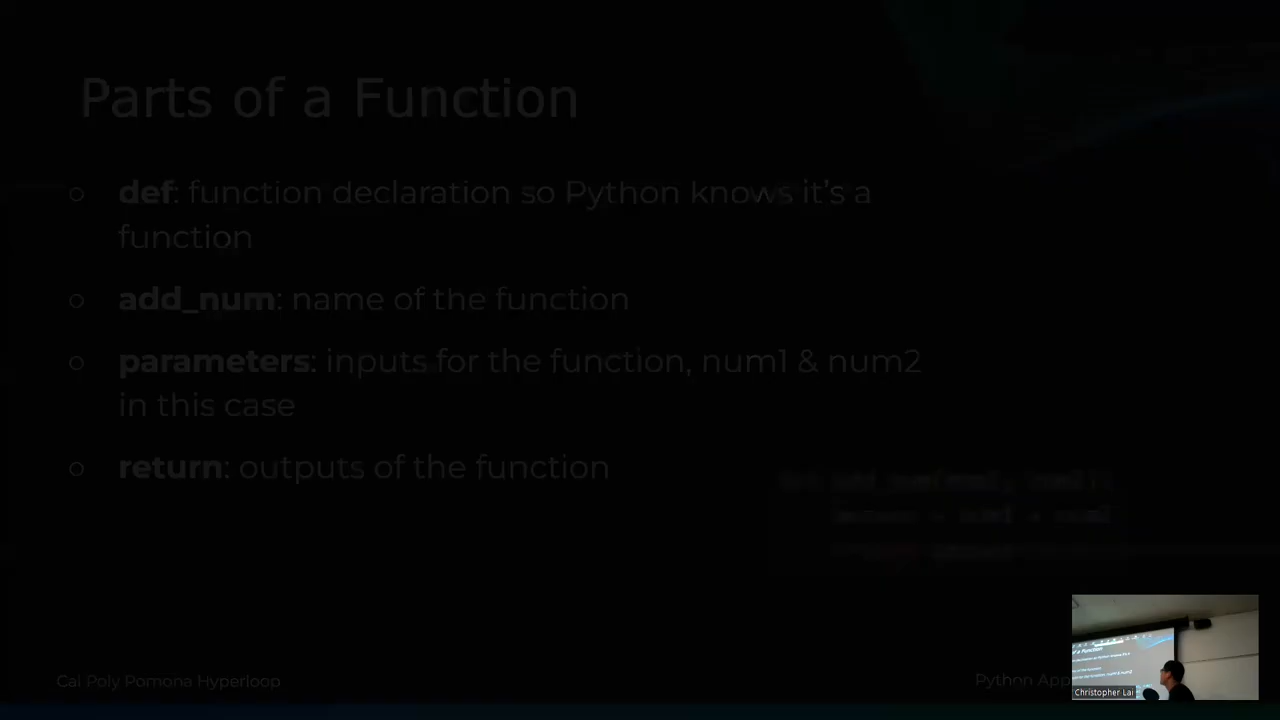 Parts of a Function
○ def: function declaration so Python knows it's a
function
○ add_num: name of the function
○ parameters: inputs for the function, num1 & num2
in this case
○ return: outputs of the function
Cal Poly Pomona Hyperloop
Python App
Christopher Lai